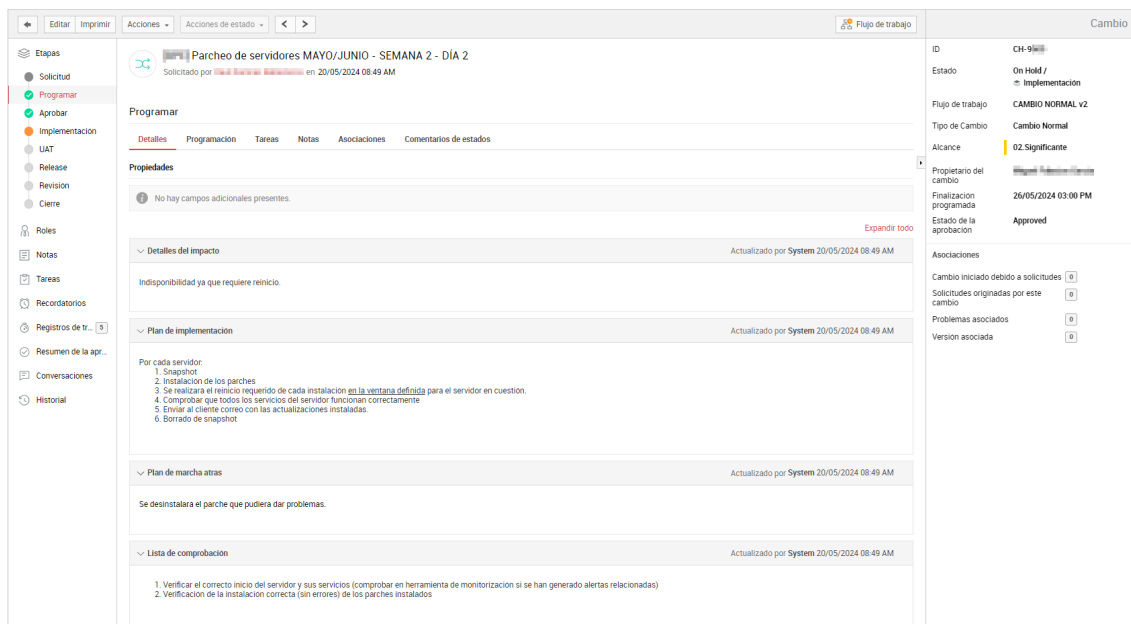 Editar Imprimir Acciones Acciones de estado Flujo de trabajo
Cambio
Etapas
Solicitud
Programar
Aprobar
Implementacion
UAT
Release
Revision
Cierre
Roles
Notas
Tareas
Recordatorios
Registros de tr... 5
Resumen de la apr...
Conversaciones
Historial
Parcheo de servidores MAYO/JUNIO - SEMANA 2 - DÍA 2
Solicitado por en 20/05/2024 08:49 AM
Programar
Detalles Programación Tareas Notas Asociaciones Comentarios de estados
Propiedades
No hay campos adicionales presentes.
Expandir todo
Detalles del impacto Actualizado por System 20/05/2024 08:49 AM
Indisponibilidad ya que requiere reinicio.
Plan de implementación Actualizado por System 20/05/2024 08:49 AM
Por cada servidor:
1. Snapshot
2. Instalacion de los parches
3. Se realizara el reinicio requerido de cada instalacion en la ventana definida para el servidor en cuestión.
4. Comprobar que todos los servicios del servidor funcionan correctamente
5. Enviar al cliente correo con las actualizaciones instaladas.
6. Borrado de snapshot
Plan de marcha atras Actualizado por System 20/05/2024 08:49 AM
Se desinstalara el parche que pudiera dar problemas.
Lista de comprobacion Actualizado por System 20/05/2024 08:49 AM
1. Verificar el correcto inicio del servidor y sus servicios (comprobar en herramienta de monitorización si se han generado alertas relacionadas)
2. Verificacion de la instalacion correcta (sin errores) de los parches instalados
ID CH-9
Estado On Hold /
Implementación
Flujo de trabajo CAMBIO NORMAL v2
Tipo de Cambio Cambio Normal
Alcance 02.Significante
Propietario del
cambio
Finalización
programada 26/05/2024 03:00 PM
Estado de la
aprobación Approved
Asociaciones
Cambio iniciado debido a solicitudes 0
Solicitudes originadas por este
cambio 0
Problemas asociados 0
Versión asociada 0